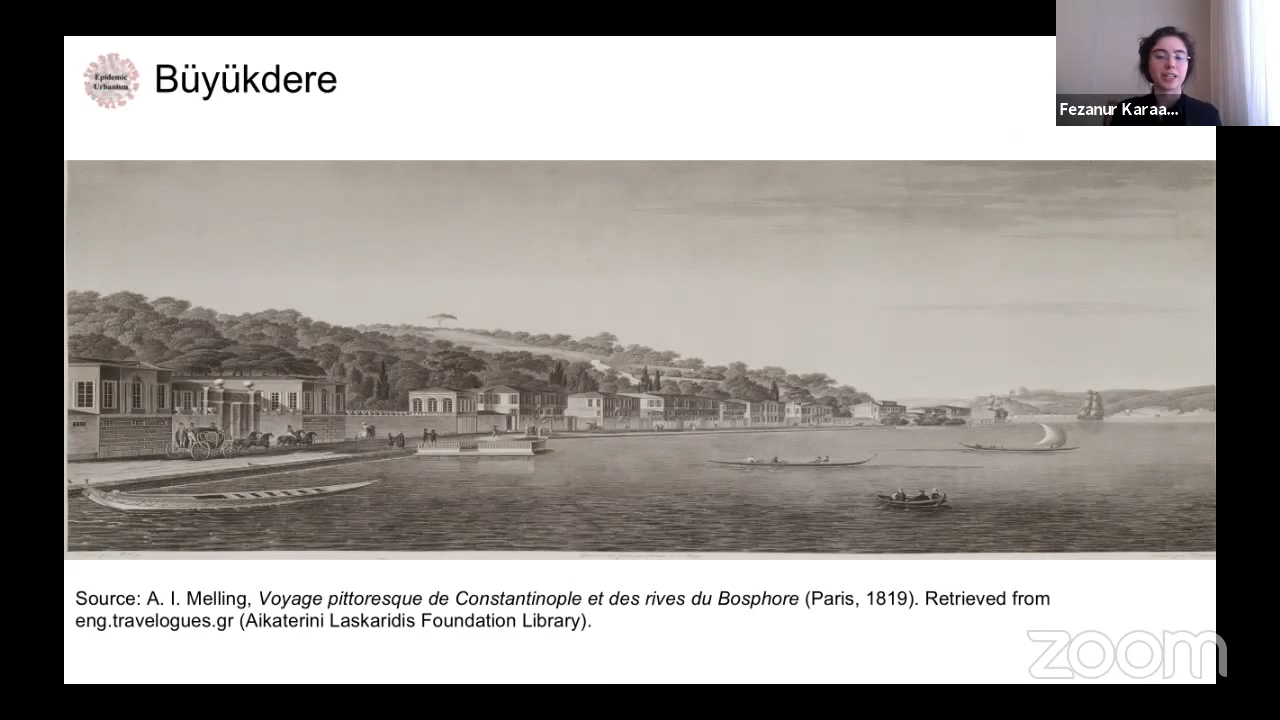 Epidemic
Urbanism
Büyükdere
Fezanur Karaa...
Source: A. I. Melling, Voyage pittoresque de Constantinople et des rives du Bosphore (Paris, 1819). Retrieved from
eng.travelogues.gr (Aikaterini Laskaridis Foundation Library).
zoom